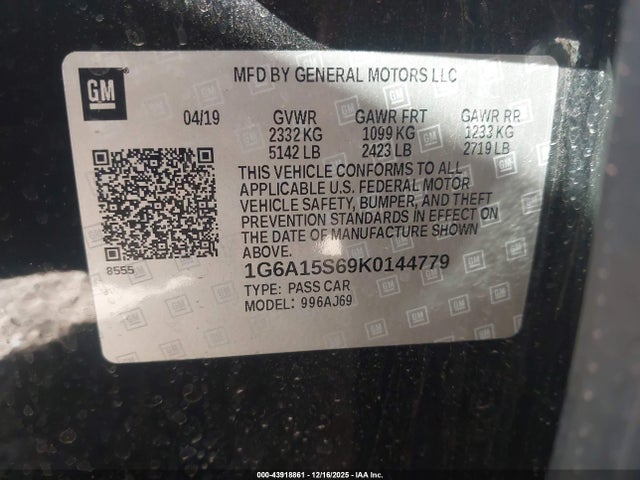 GM
MFD BY GENERAL MOTORS LLC
04/19 GVWR GAWR FRT GAWR RR
2332 KG 1099 KG 1233 KG
5142 LB 2423 LB 2719 LB
THIS VEHICLE CONFORMS TO ALL
APPLICABLE U.S. FEDERAL MOTOR
VEHICLE SAFETY, BUMPER, AND THEFT
PREVENTION STANDARDS IN EFFECT ON
THE DATE OF MANUFACTURE SHOWN
ABOVE.
8555
1G6A15S69K0144779
TYPE: PASS CAR
MODEL: 996AJ69
000-43918861 - 12/16/2025 - IAA Inc.